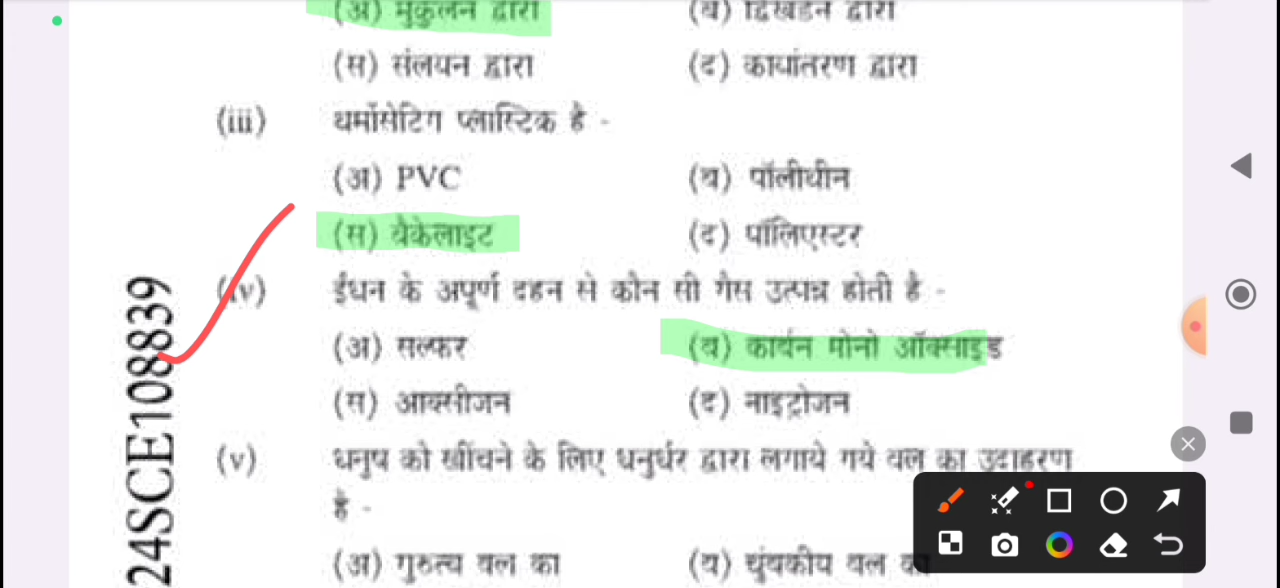 (अ) मुकुलन द्वारा (ब) द्विखंडन द्वारा
(स) संलयन द्वारा (द) कायांतरण द्वारा
(iii) थर्मोसेटिंग प्लास्टिक है -
(अ) PVC (ब) पॉलीथीन
(स) बैकेलाइट (द) पॉलिएस्टर
(iv) ईंधन के अपूर्ण दहन से कौन सी गैस उत्पन्न होती है -
(अ) सल्फर (ब) कार्बन मोनो ऑक्साइड
(स) आक्सीजन (द) नाइट्रोजन
(v) धनुष को खींचने के लिए धनुर्धर द्वारा लगाये गये बल का उदाहरण
है -
(अ) गुरुत्व बल का (ब) चुंबकीय बल का
24SCE108839